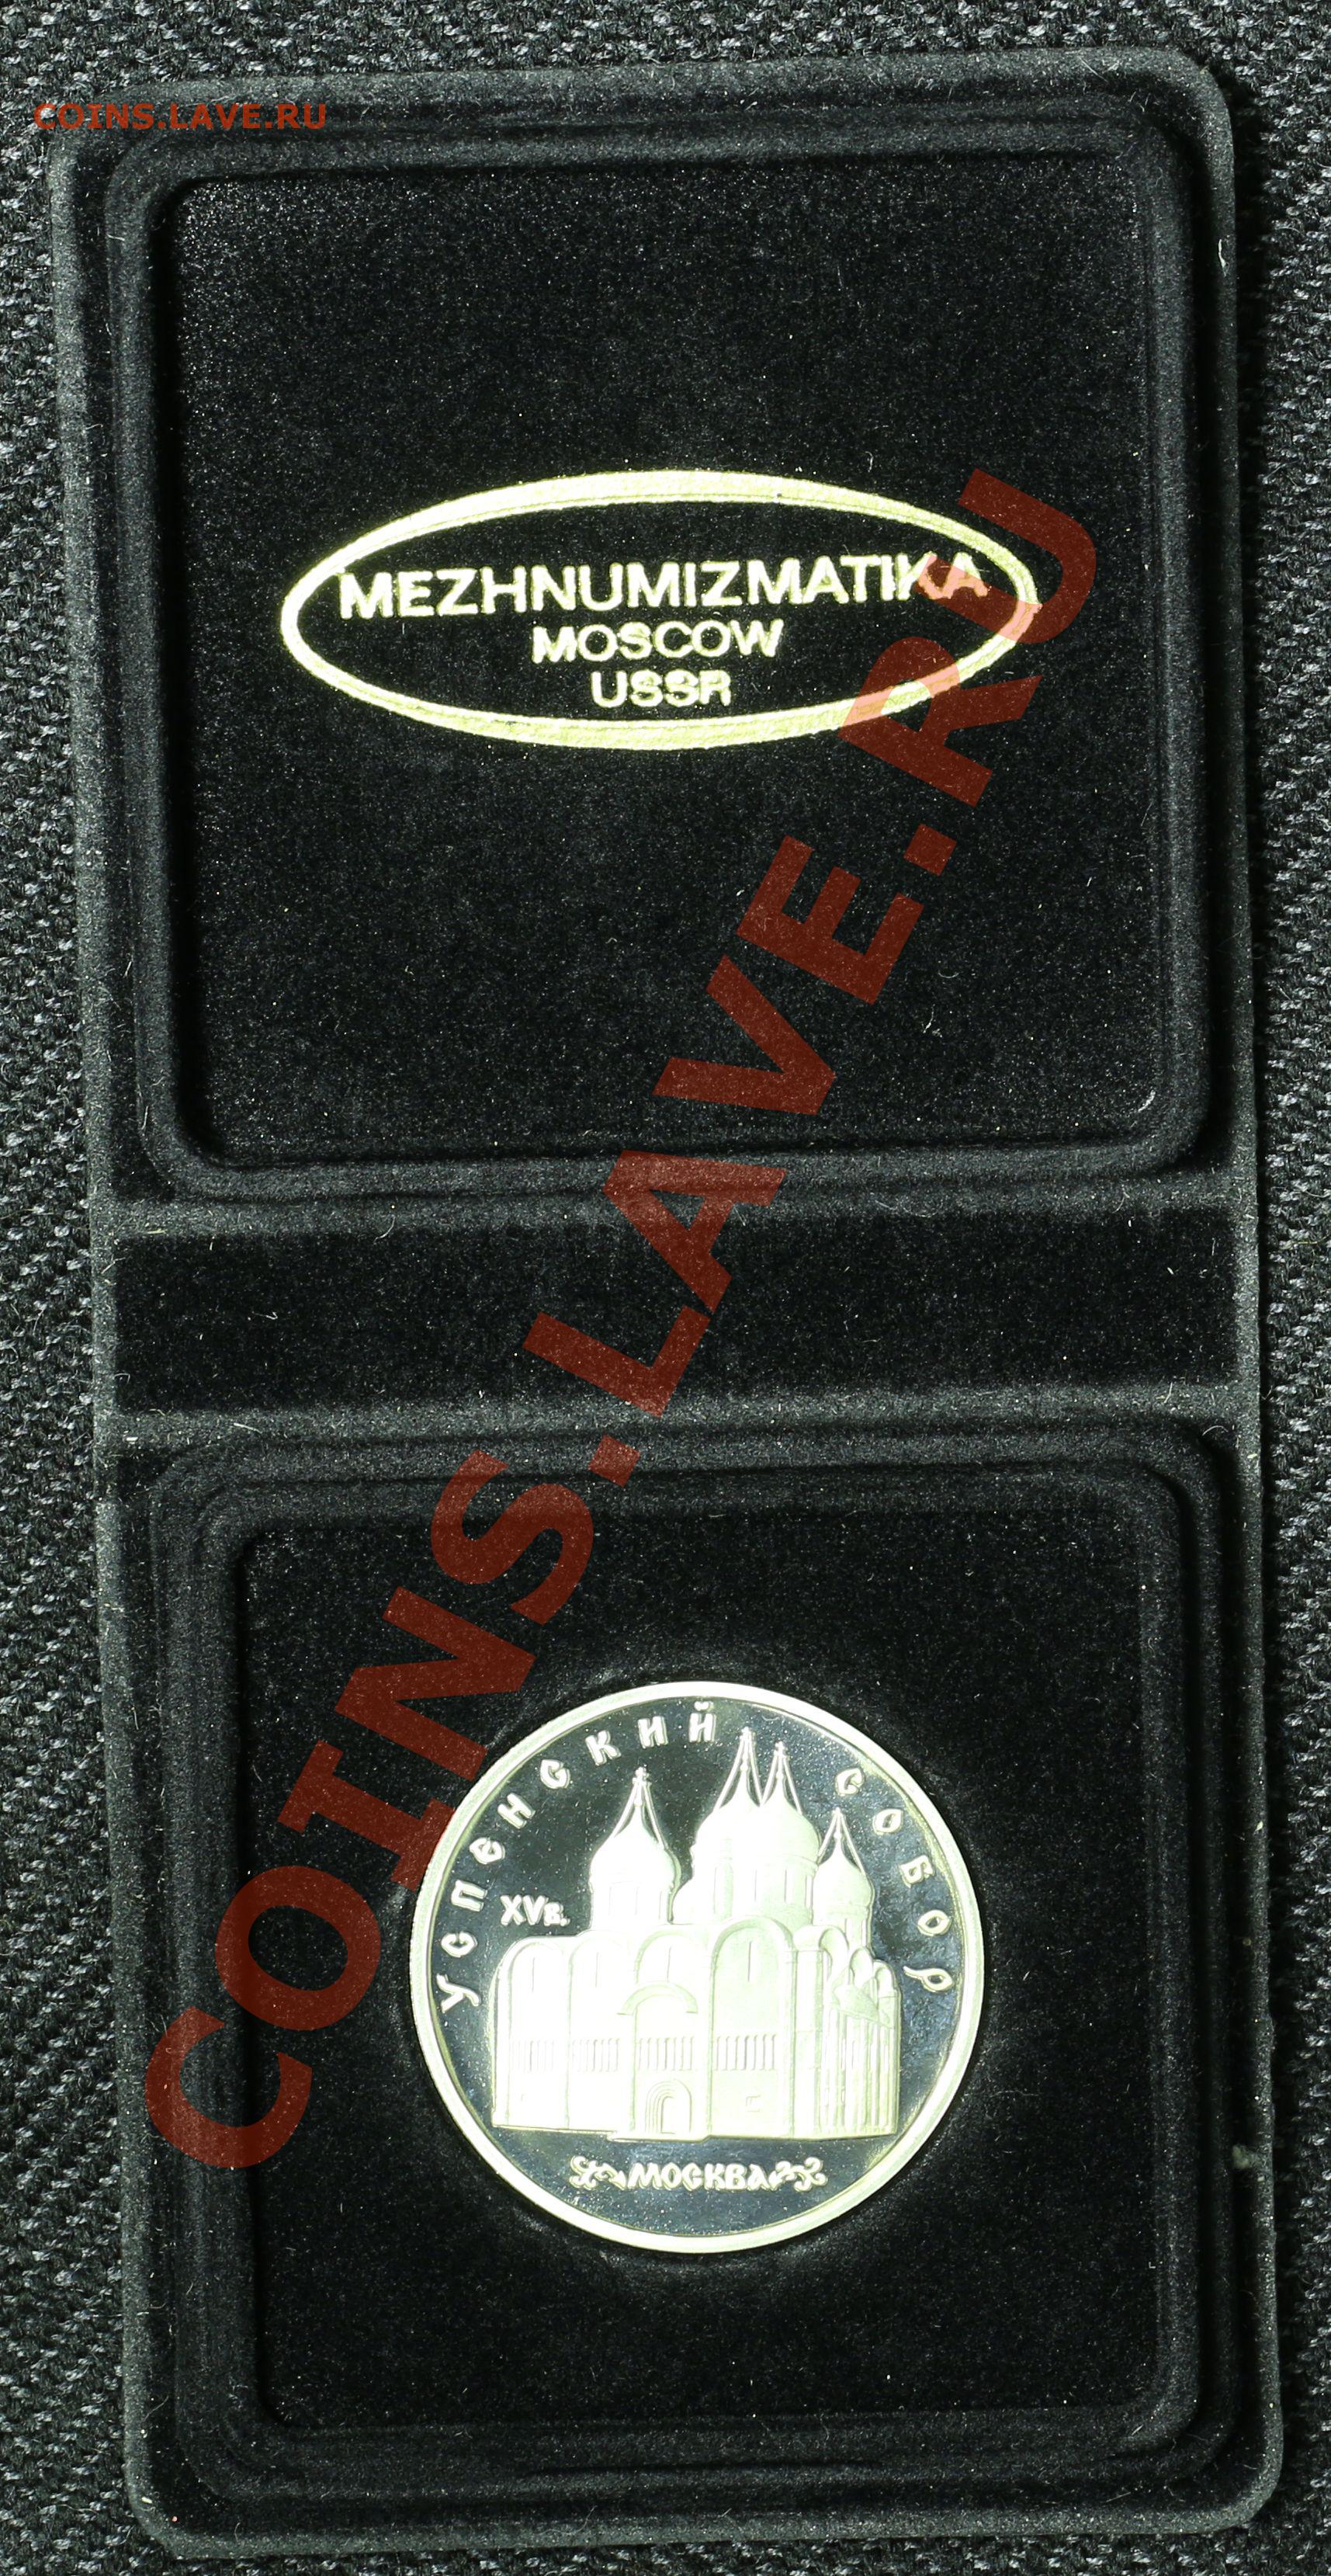 COINS.LAVE.RU
MEZHNUMIZMATIKA
MOSCOW
USSR
COINS.LAVE.RU
УСПЕНСКИЙ СОБОР
XVв.
МОСКВА